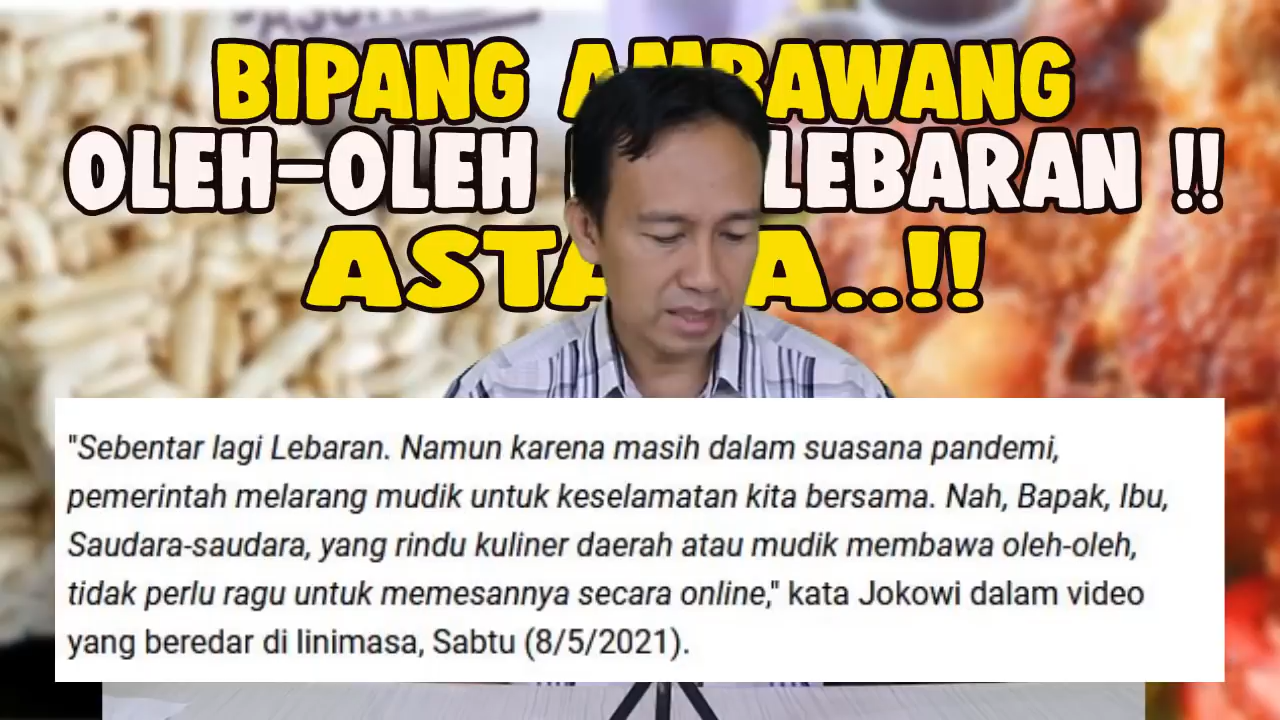 BIPANG AMBAWANG
OLEH-OLEH LEBARAN !!
..!!
"Sebentar lagi Lebaran. Namun karena masih dalam suasana pandemi,
pemerintah melarang mudik untuk keselamatan kita bersama. Nah, Bapak, Ibu,
Saudara-saudara, yang rindu kuliner daerah atau mudik membawa oleh-oleh,
tidak perlu ragu untuk memesannya secara online," kata Jokowi dalam video
yang beredar di linimasa, Sabtu (8/5/2021).